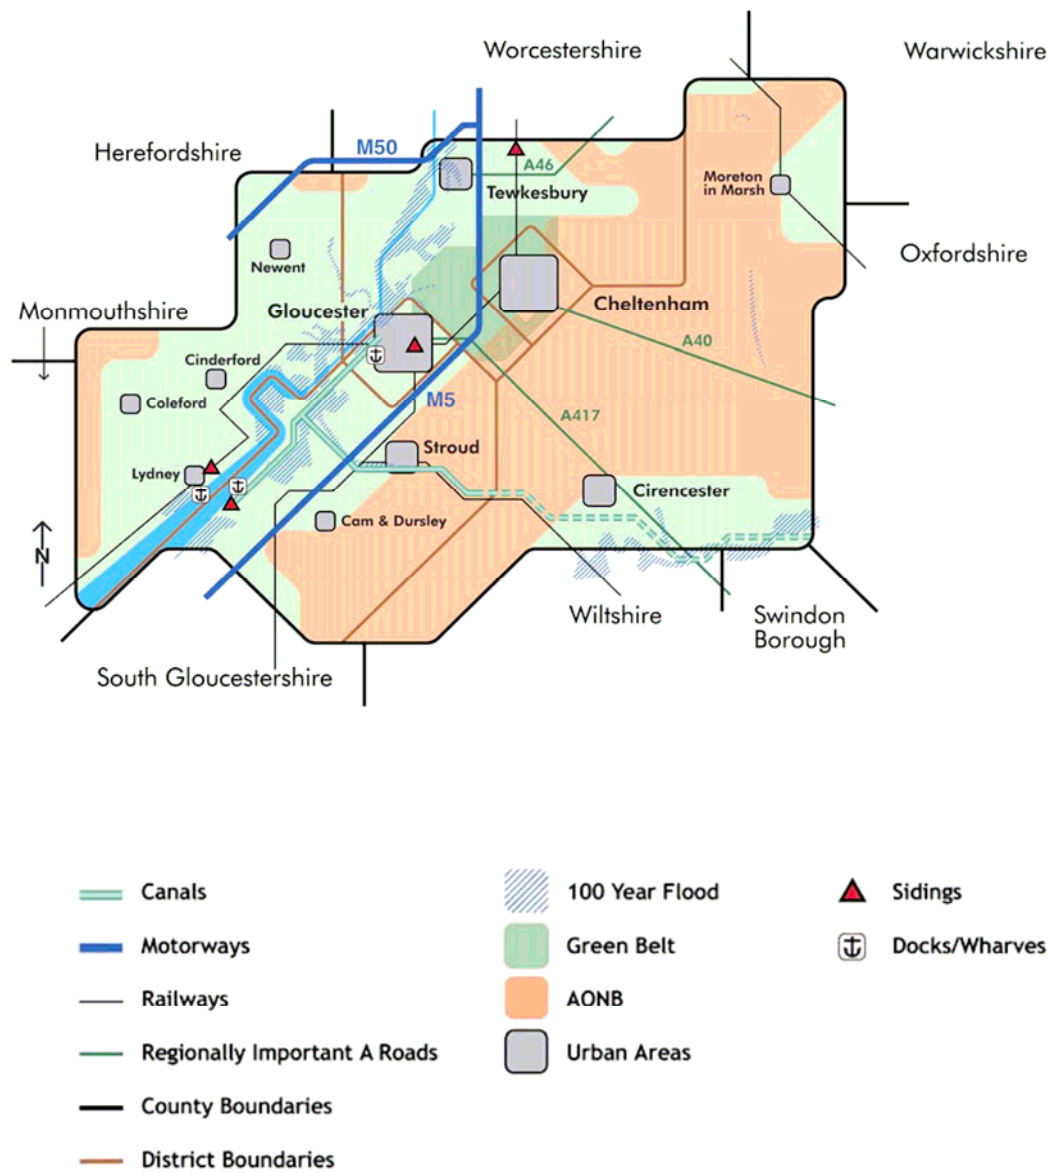 Worcestershire
Warwickshire
Herefordshire
M50
A46
Tewkesbury
Moreton
in Marsh
Newent
Oxfordshire
Monmouthshire
Gloucester
Cheltenham
Cinderford
A40
Coleford
M5
A417
Stroud
Lydney
Cirencester
Cam & Dursley
N
Wiltshire
Swindon
Borough
South Gloucestershire
Canals
Motorways
Railways
Regionally Important A Roads
County Boundaries
District Boundaries
100 Year Flood
Green Belt
AONB
Urban Areas
Sidings
Docks/Wharves